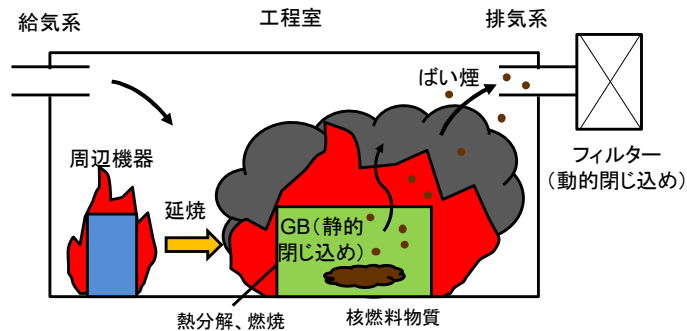 給気系
工程室
排気系
ばい煙
周辺機器
フィルター
(動的閉じ込め)
延焼
GB(静的
閉じ込め)
熱分解、燃焼
核燃料物質